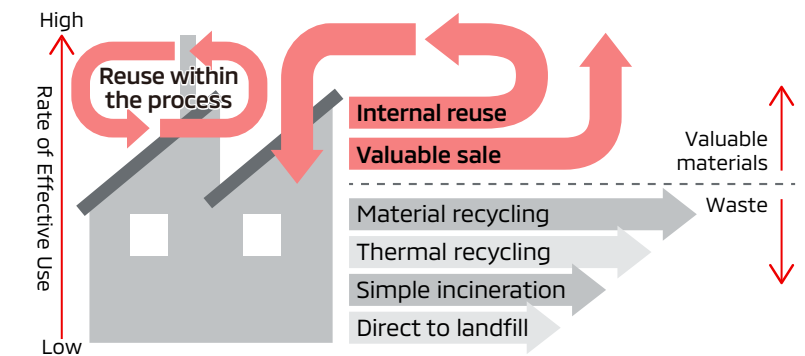 High
Rate of Effective Use
Low
Reuse within
the process
Internal reuse
Valuable sale
Valuable
materials
Waste
Material recycling
Thermal recycling
Simple incineration
Direct to landfill